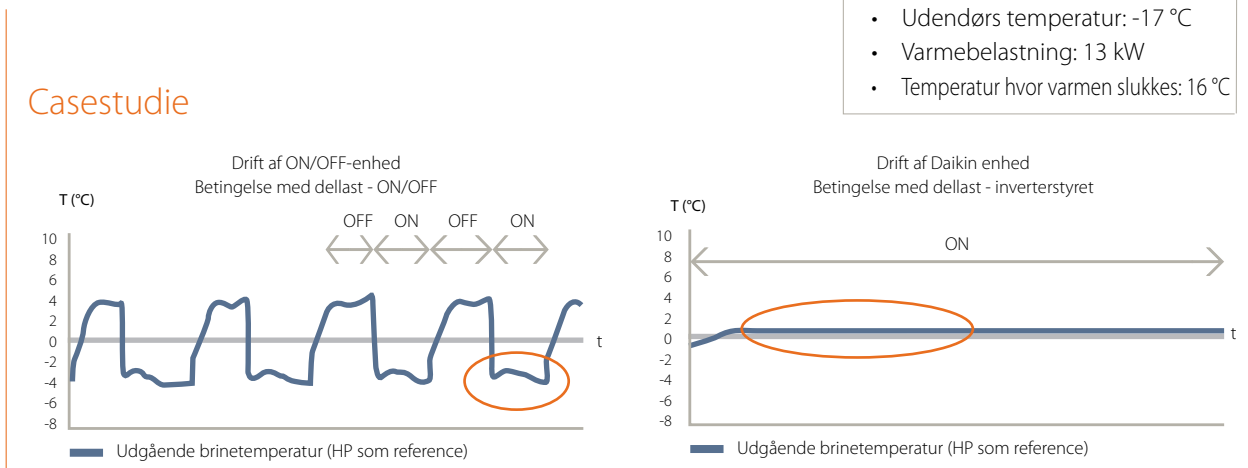 • Udendørs temperatur: -17 °C
• Varmebelastning: 13 kW
• Temperatur hvor varmen slukkes: 16 °C
Casestudie
Drift af ON/OFF-enhed
Betingelse med dellast - ON/OFF
T (°C)
OFF ON OFF ON
10
8
6
4
2
0
-2
-4
-6
-8
t
Udgående brinetemperatur (HP som reference)
Drift af Daikin enhed
Betingelse med dellast - inverterstyret
T (°C)
ON
10
8
6
4
2
0
-2
-4
-6
-8
t
Udgående brinetemperatur (HP som reference)